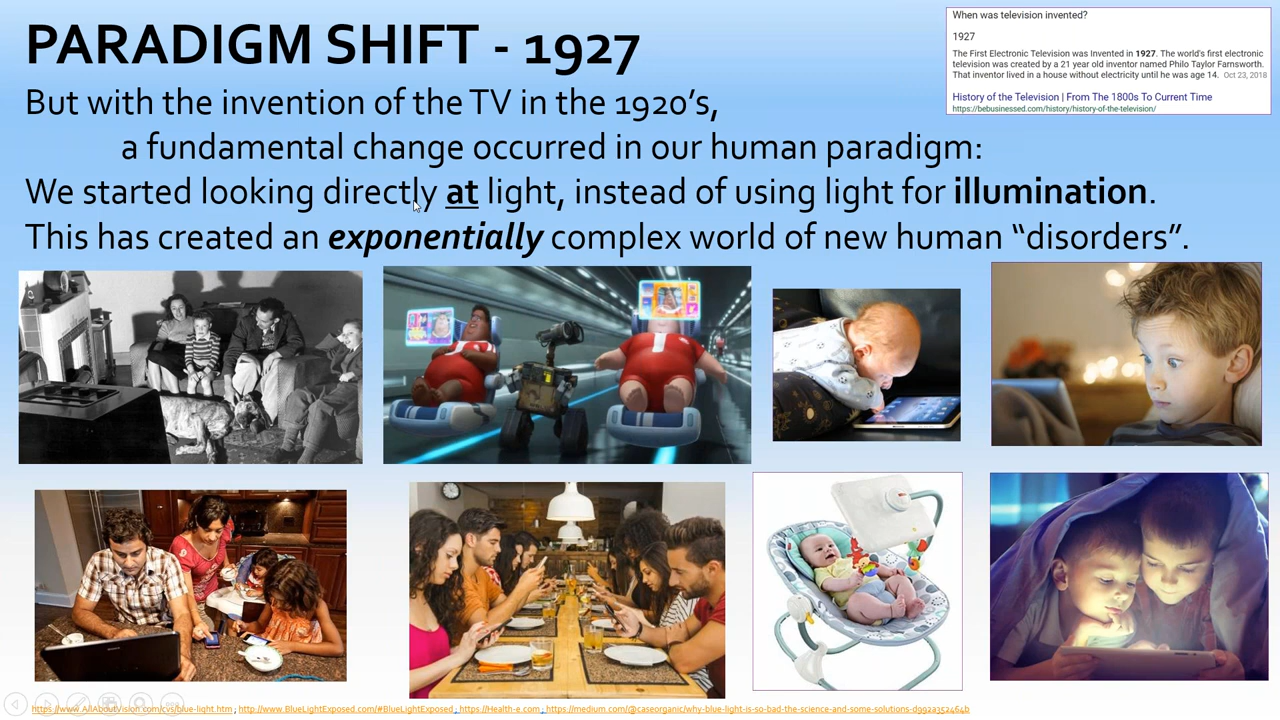 PARADIGM SHIFT - 1927
When was television invented?
1927
The First Electronic Television was Invented in 1927. The world's first electronic
television was created by a 21 year old inventor named Philo Taylor Farnsworth.
That inventor lived in a house without electricity until he was age 14. Oct 23, 2018
History of the Television | From The 1800s To Current Time
https://bebusinessed.com/history/history-of-the-television/
But with the invention of the TV in the 1920's,
a fundamental change occurred in our human paradigm:
We started looking directly at light, instead of using light for illumination.
This has created an exponentially complex world of new human “disorders”.
https://www.AllAboutVision.com/cvs/blue-light.htm ; http://www.BlueLightExposed.com/#BlueLightExposed ; https://Health-e.com ; https://medium.com/@caseorganic/why-blue-light-is-so-bad-the-science-and-some-solutions-d992a352464b